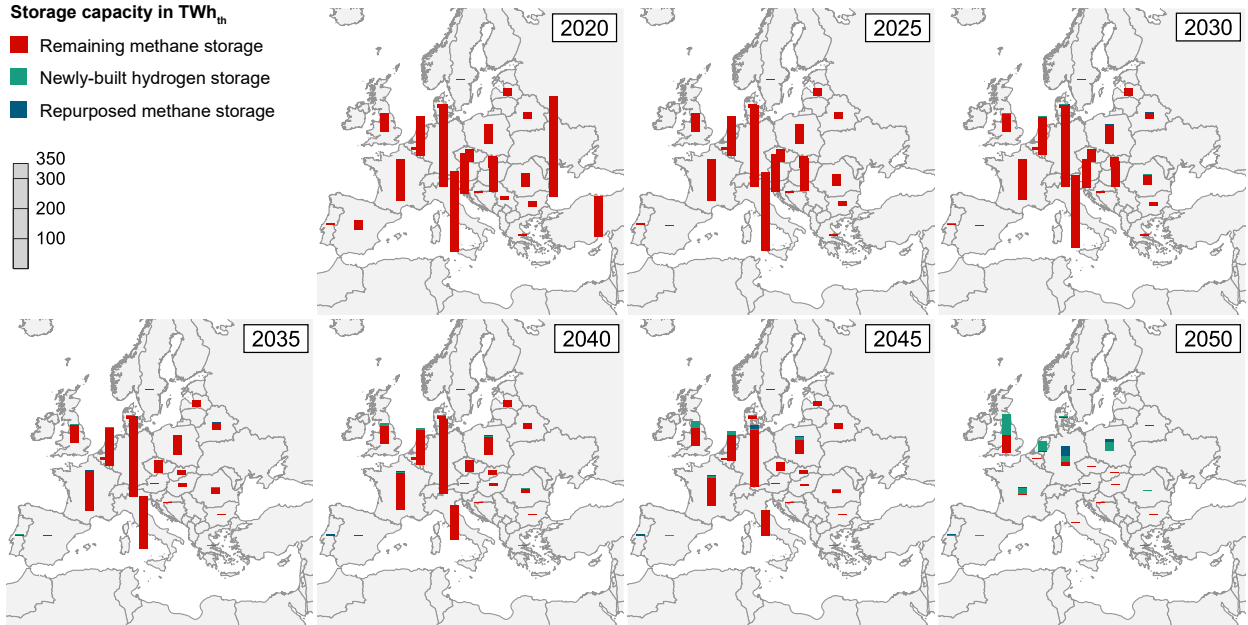 Storage capacity in TWhth
Remaining methane storage
Newly-built hydrogen storage
Repurposed methane storage
350
300
200
100
2020
2025
2030
2035
2040
2045
2050